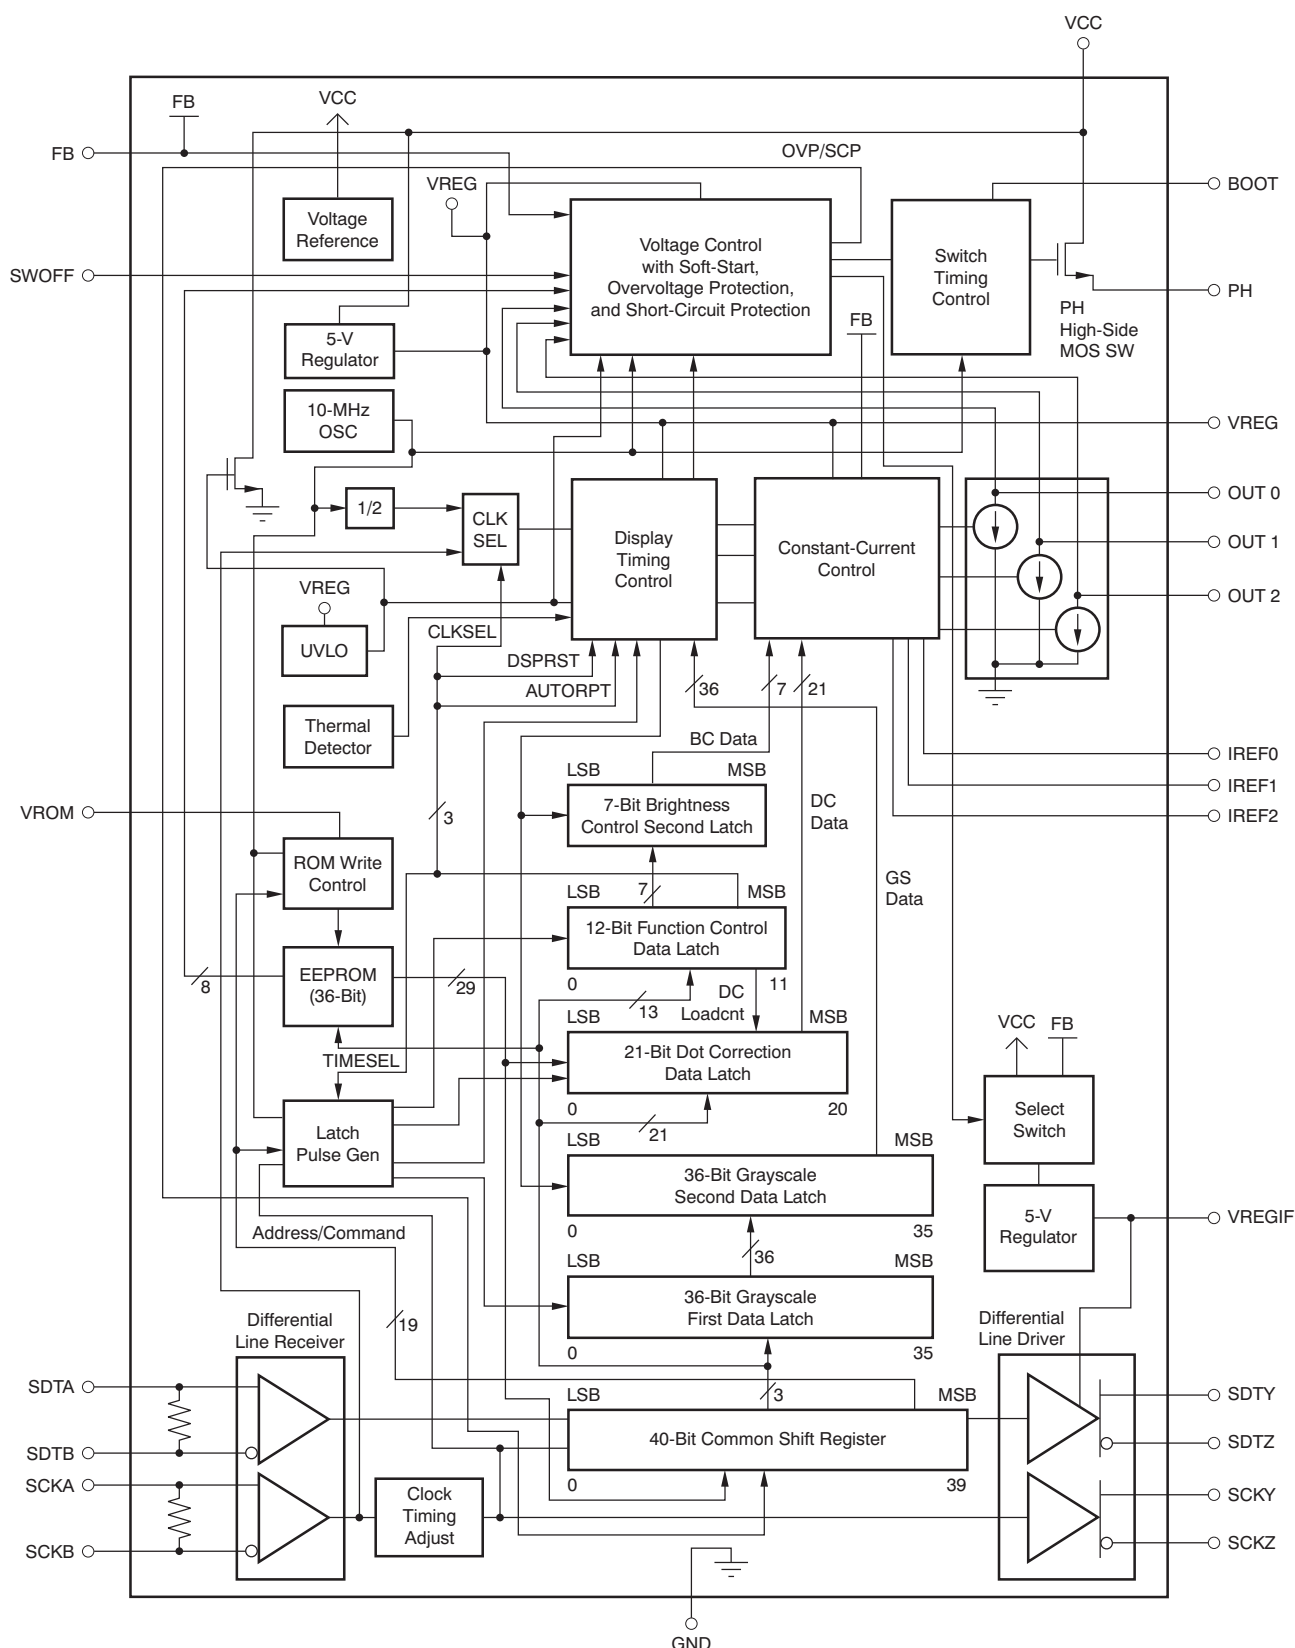 VCC
FB
VCC
FB
OVP/SCP
VREG
BOOT
Voltage
Reference
Voltage Control
with Soft-Start,
Overvoltage Protection,
and Short-Circuit Protection
Switch
Timing
Control
SWOFF
PH
PH
High-Side
MOS SW
FB
5-V
Regulator
10-MHz
OSC
VREG
1/2
CLK
SEL
Display
Timing
Control
Constant-Current
Control
OUT 0
OUT 1
OUT 2
VREG
UVLO
CLKSEL
DSPRST
AUTORPT
36
7
21
Thermal
Detector
BC Data
IREF0
IREF1
IREF2
LSB
MSB
7-Bit Brightness
Control Second Latch
DC
Data
VROM
3
ROM Write
Control
7
LSB
MSB
GS
Data
12-Bit Function Control
Data Latch
0
11
EEPROM
(36-Bit)
8
29
13
DC
Loadcnt
LSB
MSB
VCC
FB
TIMESEL
21-Bit Dot Correction
Data Latch
0
20
Select
Switch
Latch
Pulse Gen
21
LSB
MSB
36-Bit Grayscale
Second Data Latch
0
35
5-V
Regulator
VREGIF
Address/Command
36
LSB
MSB
36-Bit Grayscale
First Data Latch
0
35
Differential
Line Receiver
19
Differential
Line Driver
SDTA
3
LSB
MSB
SDTY
40-Bit Common Shift Register
SDTB
SDTZ
0
39
SCKA
Clock
Timing
Adjust
SCKY
SCKB
SCKZ
GND